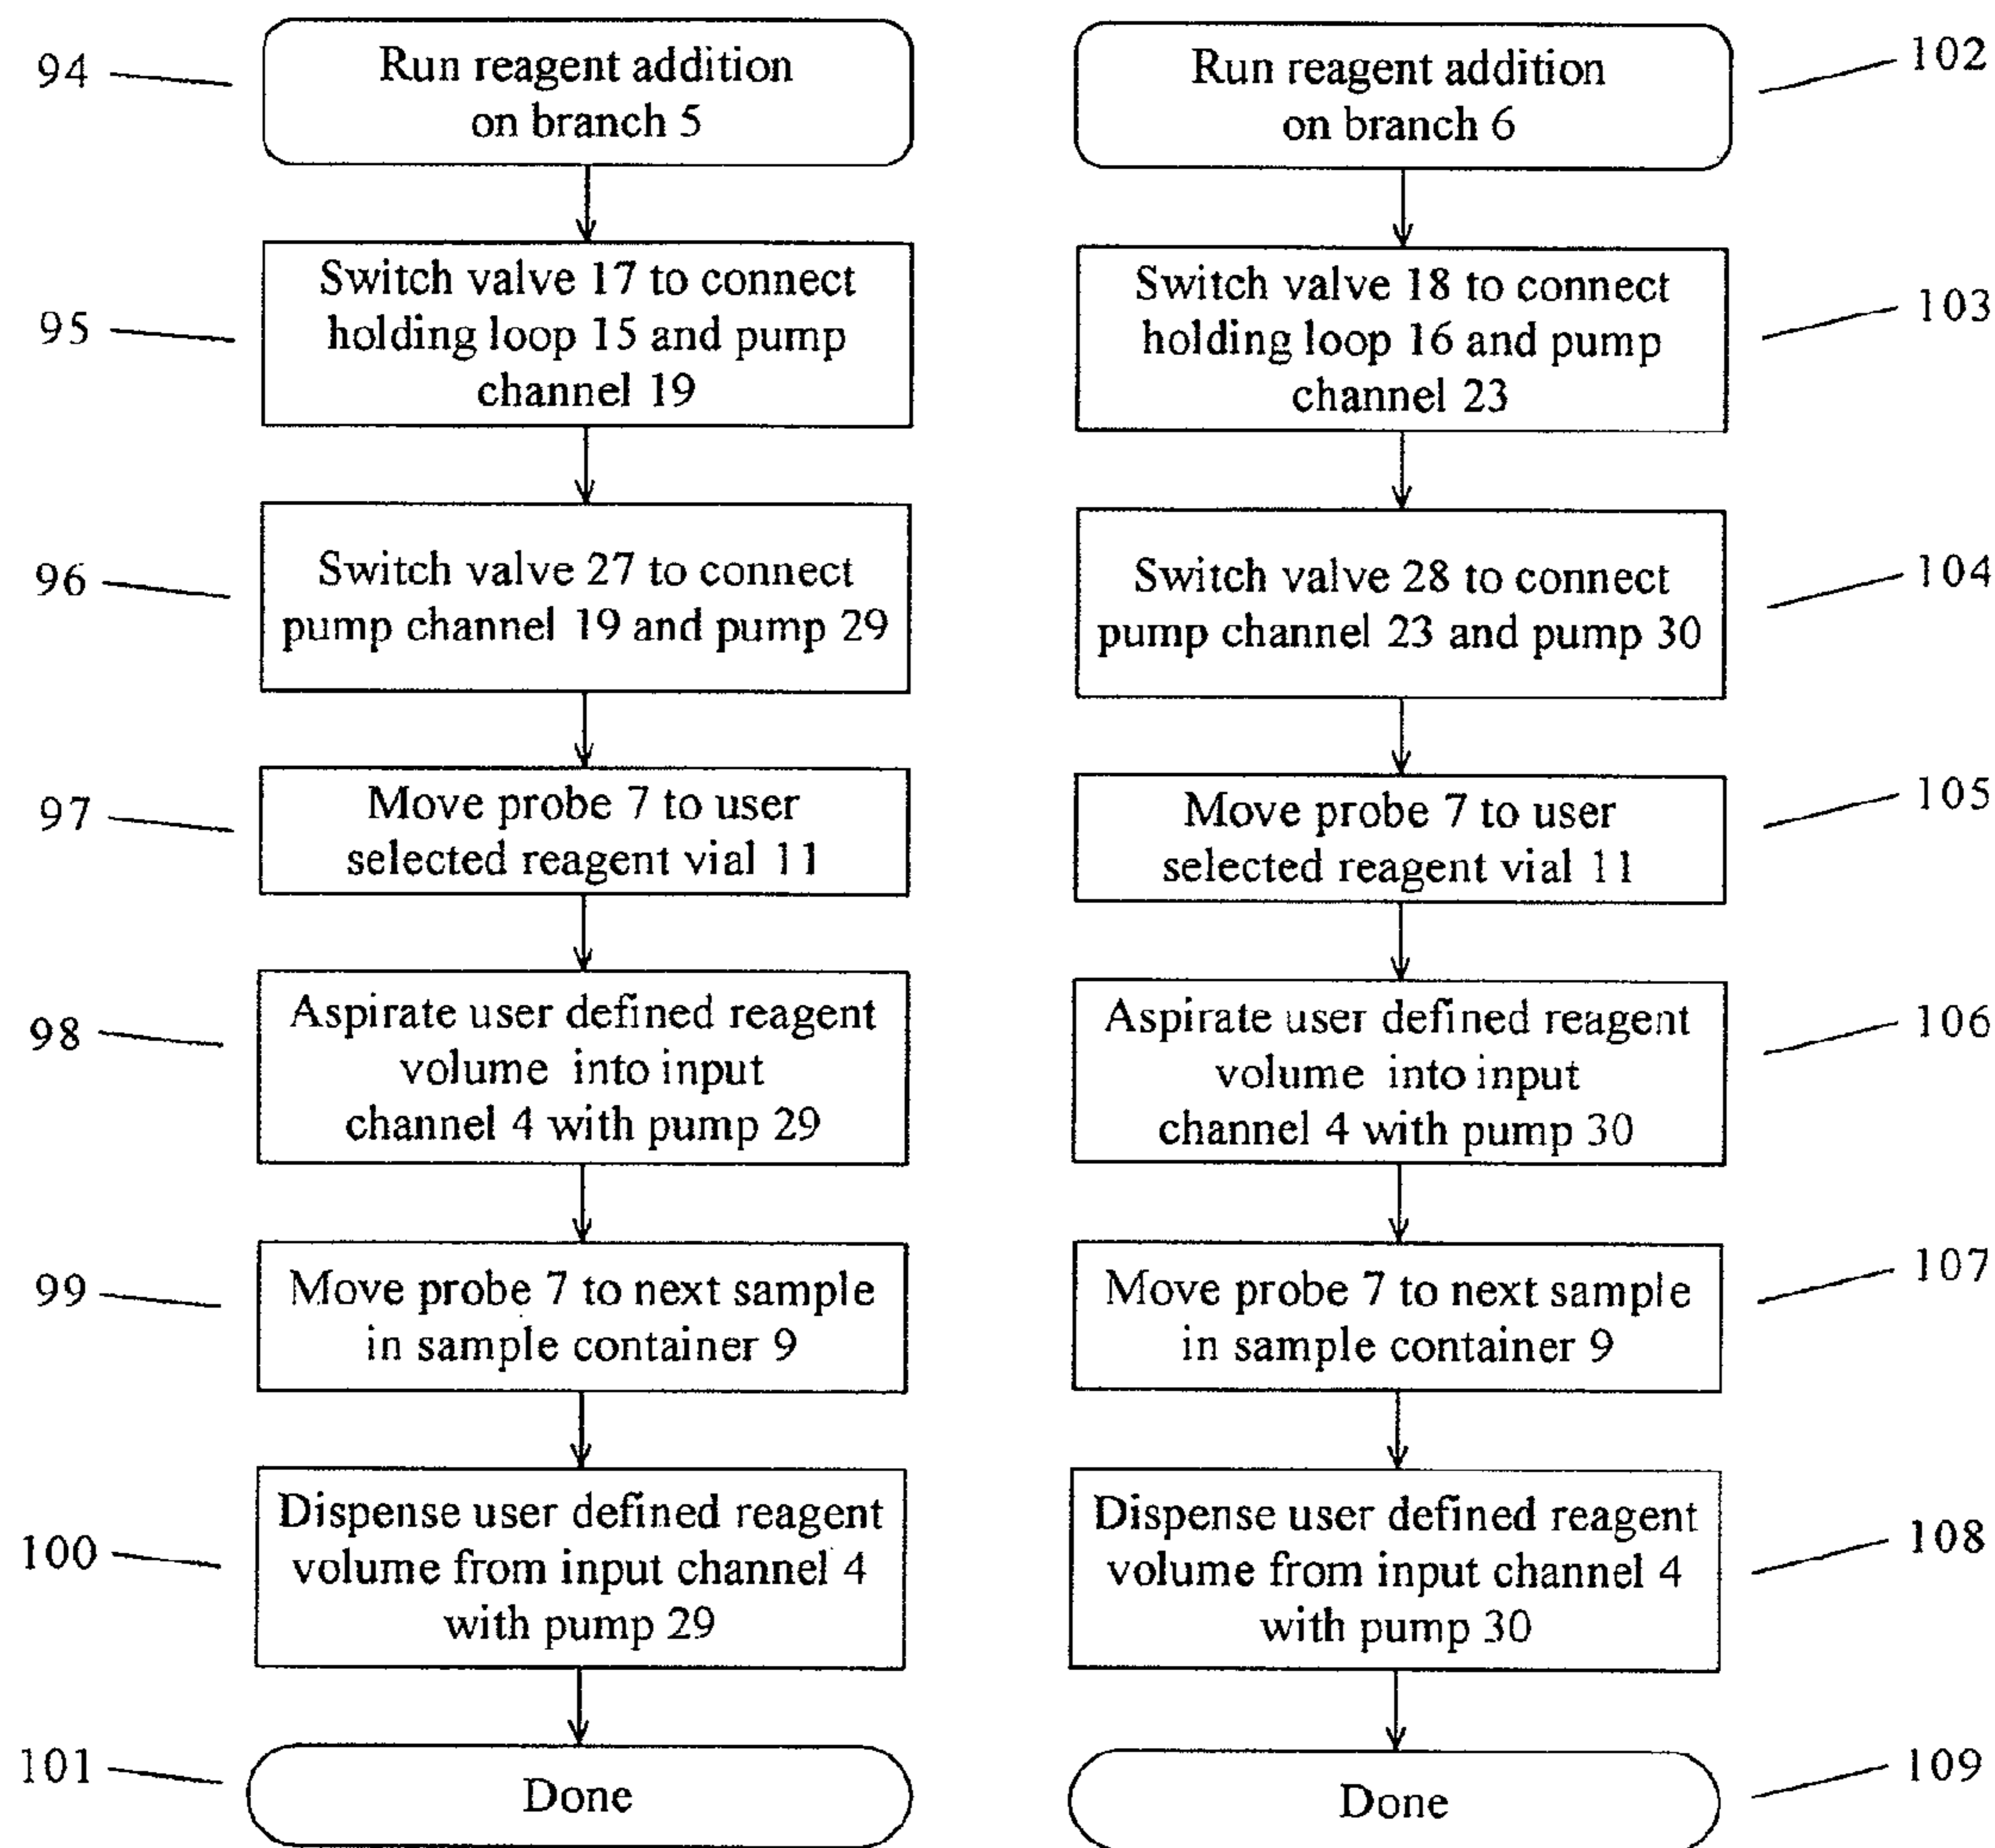 94
Run reagent addition
on branch 5
95
Switch valve 17 to connect
holding loop 15 and pump
channel 19
96
Switch valve 27 to connect
pump channel 19 and pump 29
97
Move probe 7 to user
selected reagent vial 11
98
Aspirate user defined reagent
volume into input
channel 4 with pump 29
99
Move probe 7 to next sample
in sample container 9
100
Dispense user defined reagent
volume from input channel 4
with pump 29
101
Done
Run reagent addition
on branch 6
102
Switch valve 18 to connect
holding loop 16 and pump
channel 23
103
Switch valve 28 to connect
pump channel 23 and pump 30
104
Move probe 7 to user
selected reagent vial 11
105
Aspirate user defined reagent
volume into input
channel 4 with pump 30
106
Move probe 7 to next sample
in sample container 9
107
Dispense user defined reagent
volume from input channel 4
with pump 30
108
Done
109